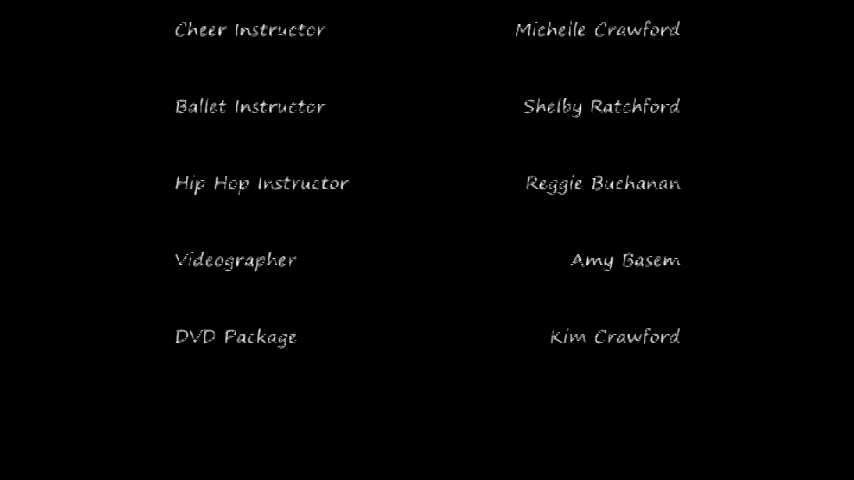 Cheer Instructor Michelle Crawford
Ballet Instructor Shelby Ratchford
Hip Hop Instructor Reggie Buchanan
Videographer Amy Basem
DVD Package Kim Crawford